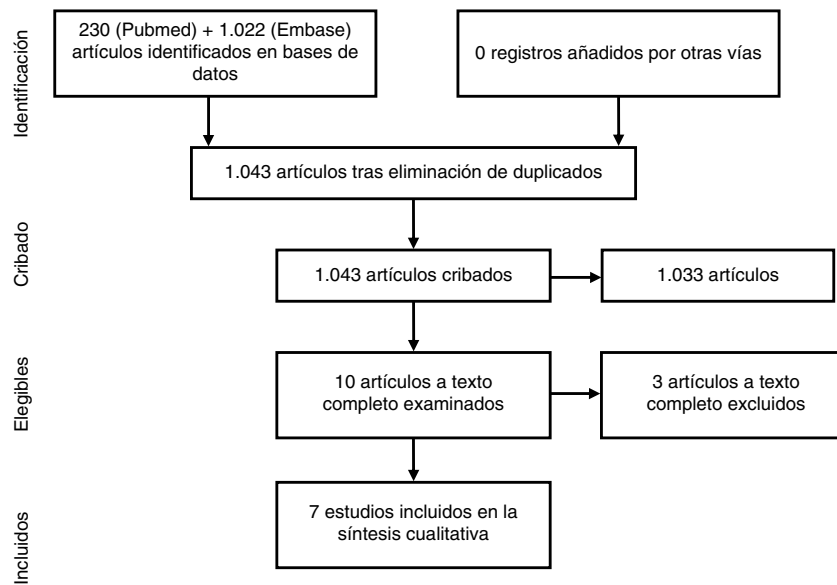 Identificación
230 (Pubmed) + 1.022 (Embase)
artículos identificados en bases de
datos
0 registros añadidos por otras vías
1.043 artículos tras eliminación de duplicados
Cribado
1.043 artículos cribados
1.033 artículos
Elegibles
10 artículos a texto
completo examinados
3 artículos a texto
completo excluidos
Incluidos
7 estudios incluidos en la
síntesis cualitativa